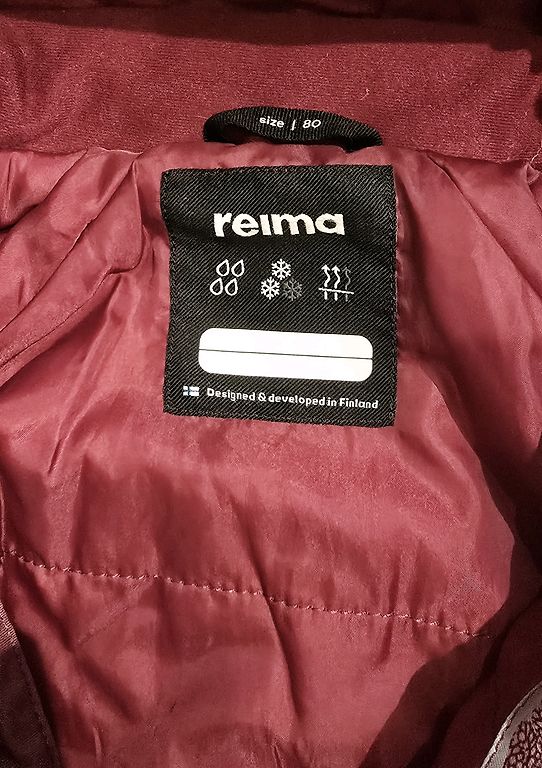 size | 80
reima
Designed & developed in Finland